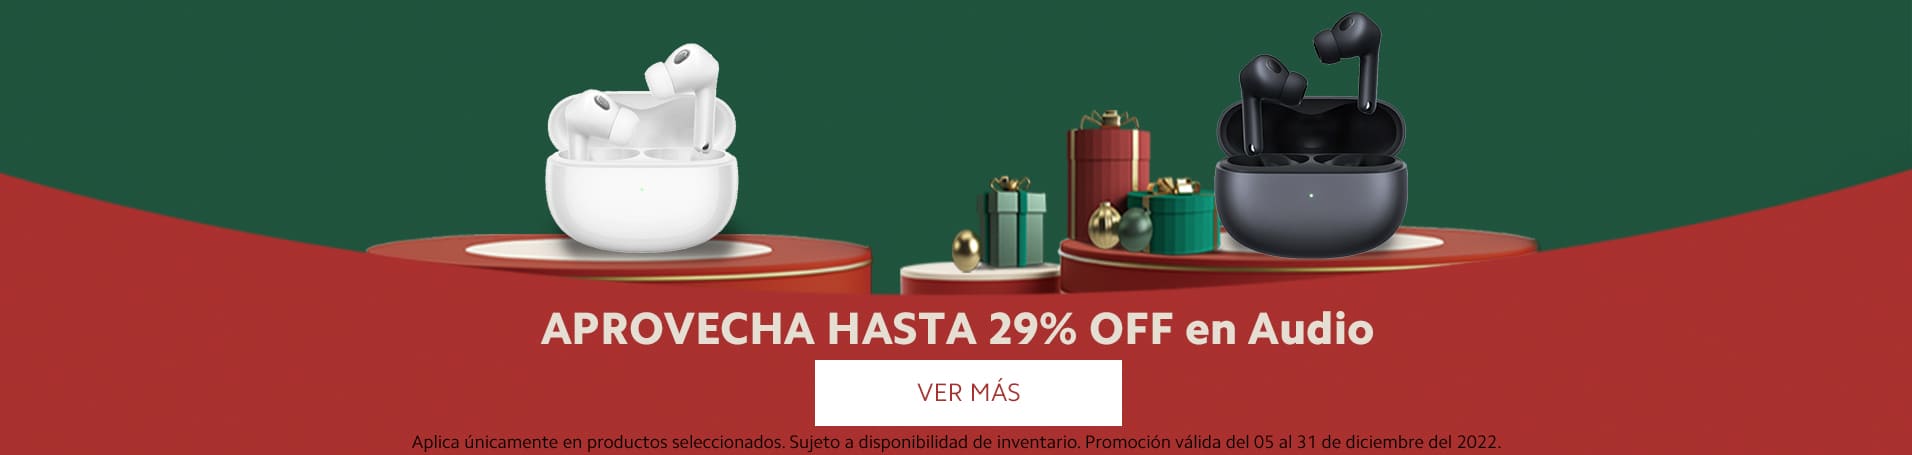 APROVECHA HASTA 29% OFF en Audio
VER MÁS
Aplica únicamente en productos seleccionados. Sujeto a disponibilidad de inventario. Promoción válida del 05 al 31 de diciembre del 2022.